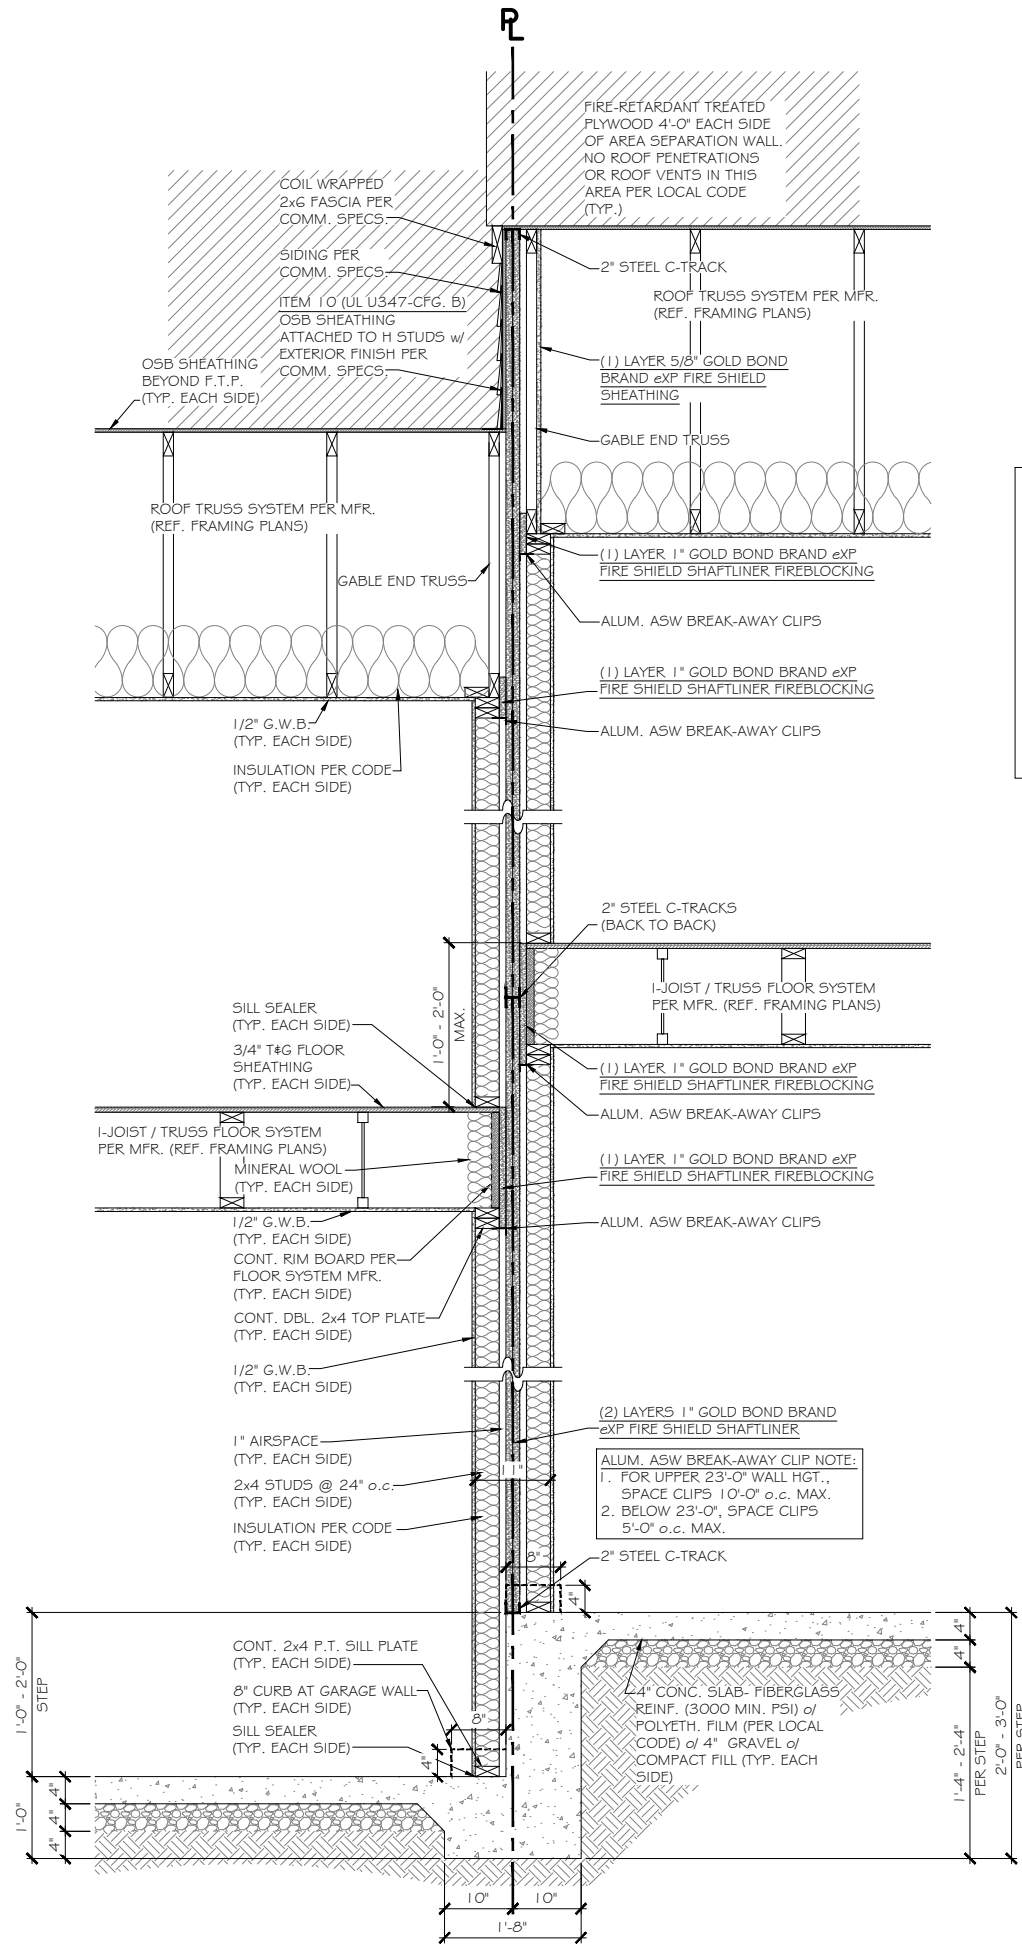 PL
FIRE-RETARDANT TREATED
PLYWOOD 4'-0" EACH SIDE
OF AREA SEPARATION WALL.
NO ROOF PENETRATIONS
OR ROOF VENTS IN THIS
AREA PER LOCAL CODE
(TYP.)
COIL WRAPPED
2x6 FASCIA PER
COMM. SPECS.
SIDING PER
COMM. SPECS.
ITEM 10 (UL U347-CFG. B)
OSB SHEATHING
ATTACHED TO H STUDS w/
EXTERIOR FINISH PER
COMM. SPECS.
OSB SHEATHING
BEYOND F.T.P.
(TYP. EACH SIDE)
2" STEEL C-TRACK
ROOF TRUSS SYSTEM PER MFR.
(REF. FRAMING PLANS)
(1) LAYER 5/8" GOLD BOND
BRAND eXP FIRE SHIELD
SHEATHING
GABLE END TRUSS
ROOF TRUSS SYSTEM PER MFR.
(REF. FRAMING PLANS)
GABLE END TRUSS
(1) LAYER 1" GOLD BOND BRAND eXP
FIRE SHIELD SHAFTLINER FIREBLOCKING
ALUM. ASW BREAK-AWAY CLIPS
(1) LAYER 1" GOLD BOND BRAND eXP
FIRE SHIELD SHAFTLINER FIREBLOCKING
ALUM. ASW BREAK-AWAY CLIPS
1/2" G.W.B.
(TYP. EACH SIDE)
INSULATION PER CODE
(TYP. EACH SIDE)
2" STEEL C-TRACKS
(BACK TO BACK)
I-JOIST / TRUSS FLOOR SYSTEM
PER MFR. (REF. FRAMING PLANS)
1'-0" - 2'-0"
MAX.
SILL SEALER
(TYP. EACH SIDE)
3/4" T&G FLOOR
SHEATHING
(TYP. EACH SIDE)
(1) LAYER 1" GOLD BOND BRAND eXP
FIRE SHIELD SHAFTLINER FIREBLOCKING
ALUM. ASW BREAK-AWAY CLIPS
I-JOIST / TRUSS FLOOR SYSTEM
PER MFR. (REF. FRAMING PLANS)
MINERAL WOOL
(TYP. EACH SIDE)
(1) LAYER 1" GOLD BOND BRAND eXP
FIRE SHIELD SHAFTLINER FIREBLOCKING
ALUM. ASW BREAK-AWAY CLIPS
1/2" G.W.B.
(TYP. EACH SIDE)
CONT. RIM BOARD PER
FLOOR SYSTEM MFR.
(TYP. EACH SIDE)
CONT. DBL. 2x4 TOP PLATE
(TYP. EACH SIDE)
1/2" G.W.B.
(TYP. EACH SIDE)
(2) LAYERS 1" GOLD BOND BRAND
eXP FIRE SHIELD SHAFTLINER
1" AIRSPACE
(TYP. EACH SIDE)
2x4 STUDS @ 24" o.c.
(TYP. EACH SIDE)
INSULATION PER CODE
(TYP. EACH SIDE)
11"
ALUM. ASW BREAK-AWAY CLIP NOTE:
1. FOR UPPER 23'-0" WALL HGT.,
SPACE CLIPS 10'-0" o.c. MAX.
2. BELOW 23'-0", SPACE CLIPS
5'-0" o.c. MAX.
8"
2" STEEL C-TRACK
4"
CONT. 2x4 P.T. SILL PLATE
(TYP. EACH SIDE)
8" CURB AT GARAGE WALL
(TYP. EACH SIDE)
SILL SEALER
(TYP. EACH SIDE)
8"
4"
4" CONC. SLAB- FIBERGLASS
REINF. (3000 MIN. PSI) o/
POLYETH. FILM (PER LOCAL
CODE) o/ 4" GRAVEL o/
COMPACT FILL (TYP. EACH
SIDE)
1'-0" - 2'-0"
STEP
1'-0"
4"
4"
4"
4"
4"
1'-4" - 2'-4"
PER STEP
2'-0" - 3'-0"
PER STEP
10"
10"
1'-8"